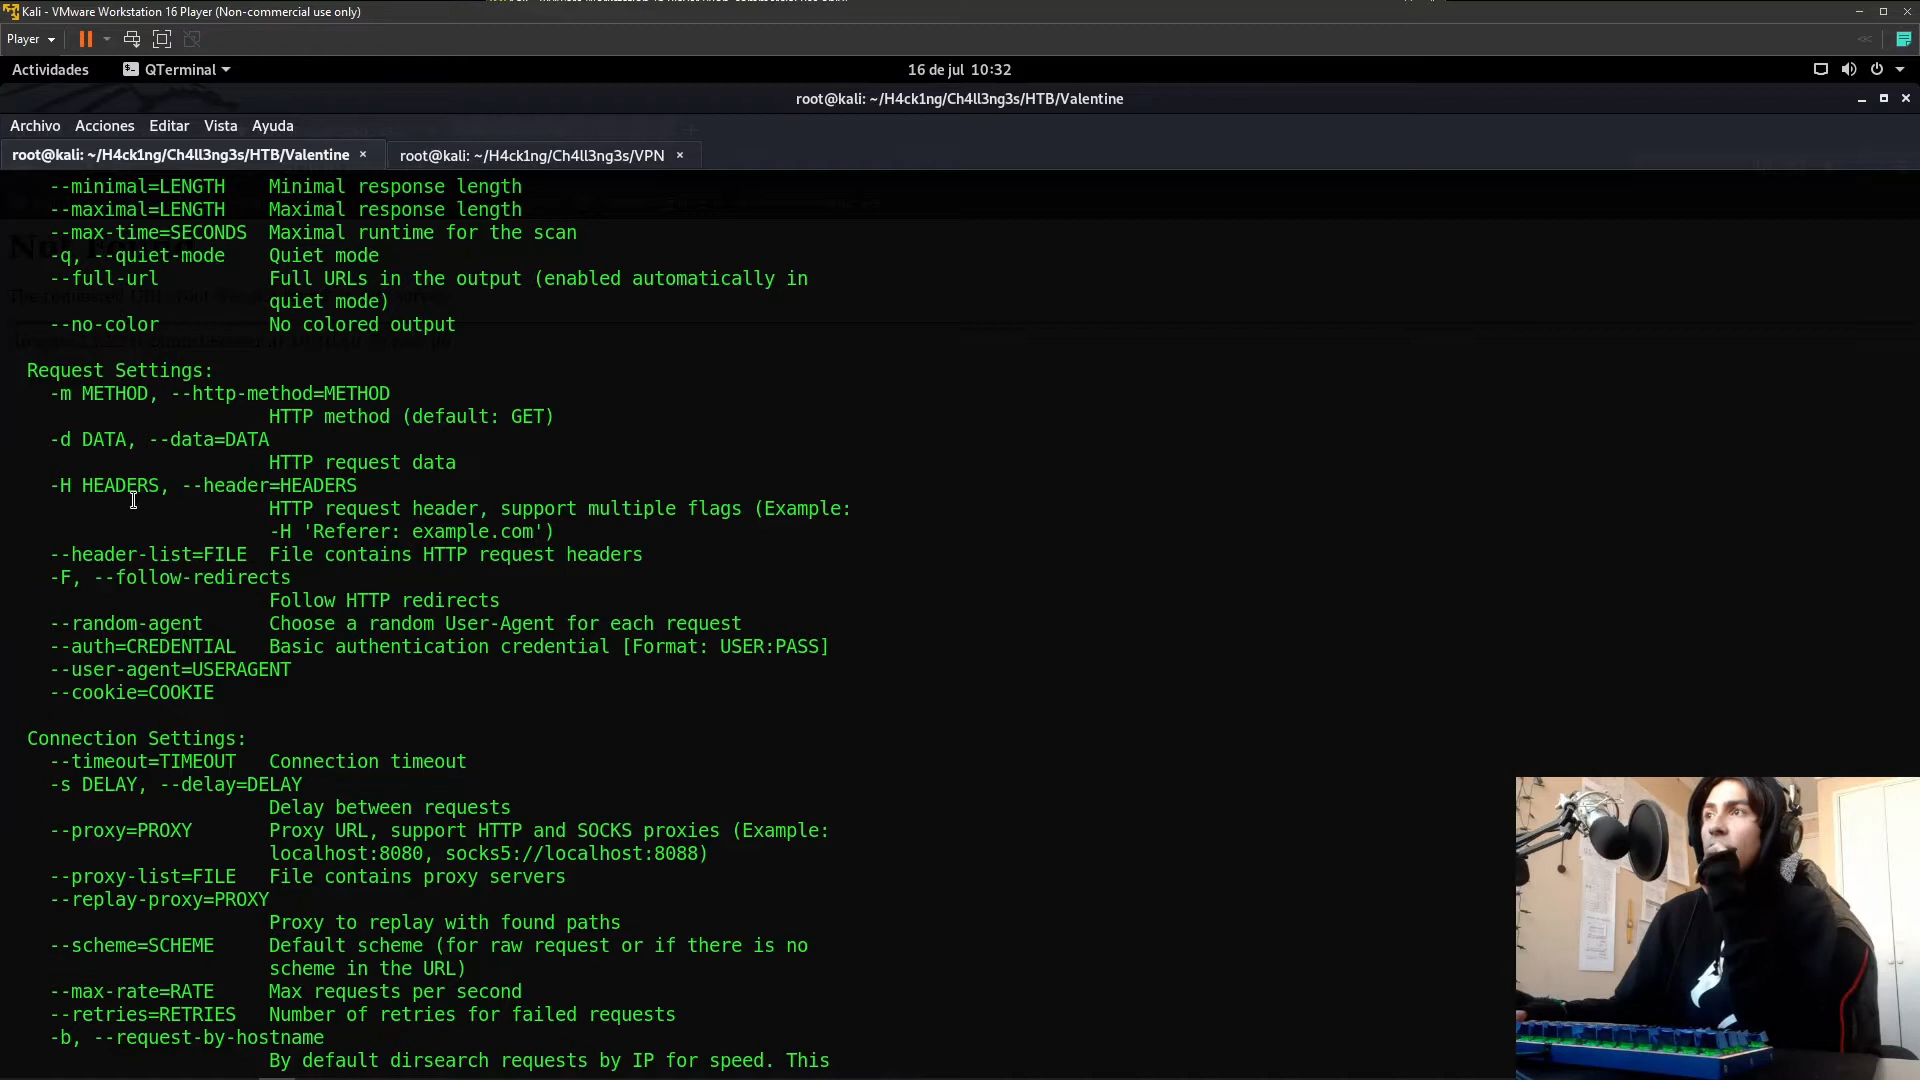 Kali - VMware Workstation 16 Player (Non-commercial use only)
Player
Actividades QTerminal 16 de jul 10:32
root@kali: ~/H4ck1ng/Ch4ll3ng3s/HTB/Valentine
Archivo Acciones Editar Vista Ayuda
root@kali: ~/H4ck1ng/Ch4ll3ng3s/HTB/Valentine × root@kali: ~/H4ck1ng/Ch4ll3ng3s/VPN ×
--minimal=LENGTH Minimal response length
--maximal=LENGTH Maximal response length
--max-time=SECONDS Maximal runtime for the scan
-q, --quiet-mode Quiet mode
--full-url Full URLs in the output (enabled automatically in
quiet mode)
--no-color No colored output
Request Settings:
-m METHOD, --http-method=METHOD
HTTP method (default: GET)
-d DATA, --data=DATA
HTTP request data
-H HEADERS, --header=HEADERS
HTTP request header, support multiple flags (Example:
-H 'Referer: example.com')
--header-list=FILE File contains HTTP request headers
-F, --follow-redirects
Follow HTTP redirects
--random-agent Choose a random User-Agent for each request
--auth=CREDENTIAL Basic authentication credential [Format: USER:PASS]
--user-agent=USERAGENT
--cookie=COOKIE
Connection Settings:
--timeout=TIMEOUT Connection timeout
-s DELAY, --delay=DELAY
Delay between requests
--proxy=PROXY Proxy URL, support HTTP and SOCKS proxies (Example:
localhost:8080, socks5://localhost:8088)
--proxy-list=FILE File contains proxy servers
--replay-proxy=PROXY
Proxy to replay with found paths
--scheme=SCHEME Default scheme (for raw request or if there is no
scheme in the URL)
--max-rate=RATE Max requests per second
--retries=RETRIES Number of retries for failed requests
-b, --request-by-hostname
By default dirsearch requests by IP for speed. This